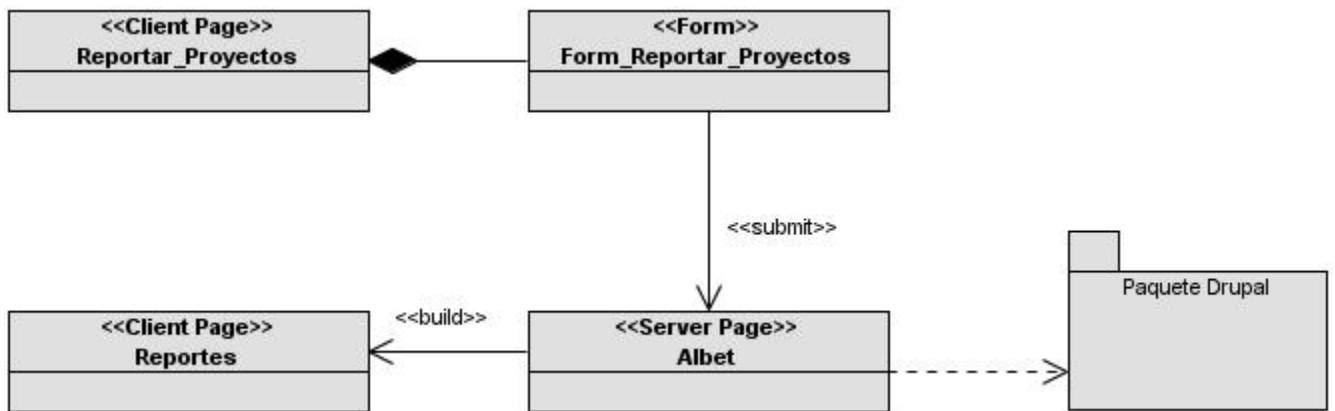 <<Client Page>>
Reportar_Proyectos
<<Form>>
Form_Reportar_Proyectos
<<submit>>
Paquete Drupal
<<Client Page>>
Reportes
<<build>>
<<Server Page>>
Albet